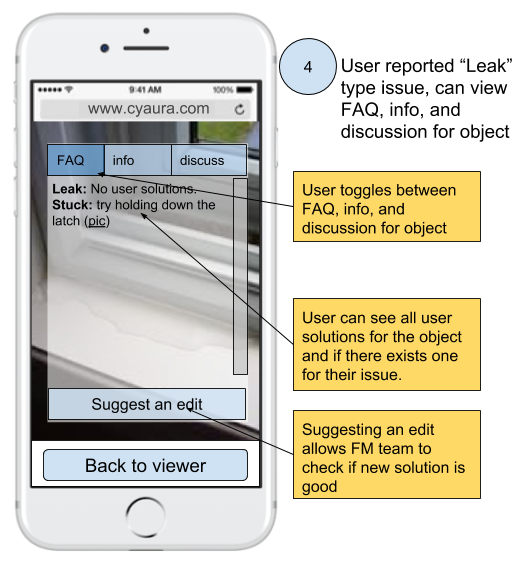 4
User reported “Leak”
type issue, can view
FAQ, info, and
discussion for object
9:41 AM
100%
www.cyaura.com
FAQ
info
discuss
Leak: No user solutions.
Stuck: try holding down the
latch (pic)
Suggest an edit
Back to viewer
User toggles between
FAQ, info, and
discussion for object
User can see all user
solutions for the object
and if there exists one
for their issue.
Suggesting an edit
allows FM team to
check if new solution is
good